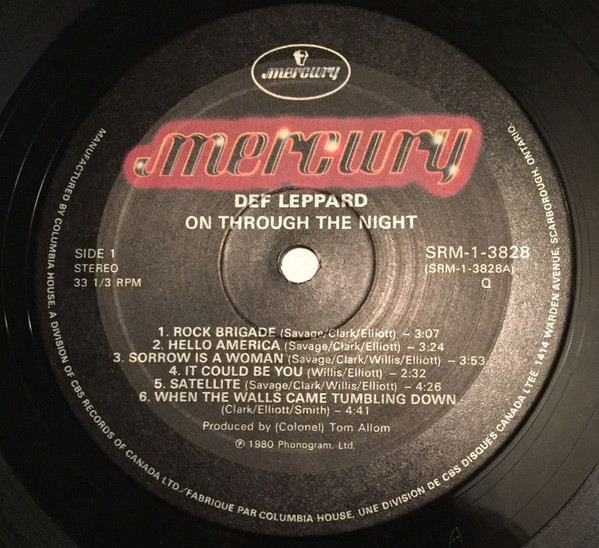 mercury
mercury
DEF LEPPARD
ON THROUGH THE NIGHT
SIDE 1
STEREO
33 1/3 RPM
SRM-1-3828
(SRM-1-3828A)
Q
1. ROCK BRIGADE (Savage/Clark/Elliott) – 3:07
2. HELLO AMERICA (Savage/Clark/Elliott) – 3:24
3. SORROW IS A WOMAN (Savage/Clark/Willis/Elliott) – 3:53
4. IT COULD BE YOU (Willis/Elliott) – 2:32
5. SATELLITE (Savage/Clark/Willis/Elliott) – 4:26
6. WHEN THE WALLS CAME TUMBLING DOWN
(Clark/Elliott/Smith) – 4:41
Produced by (Colonel) Tom Allom
℗ 1980 Phonogram, Ltd.
MANUFACTURED BY COLUMBIA HOUSE, A DIVISION OF CBS RECORDS OF CANADA LTD./FABRIQUE PAR COLUMBIA HOUSE, UNE DIVISION DE CBS DISQUES CANADA LTEE. 7414 WARDEN AVENUE, SCARBOROUGH, ONTARIO.
A